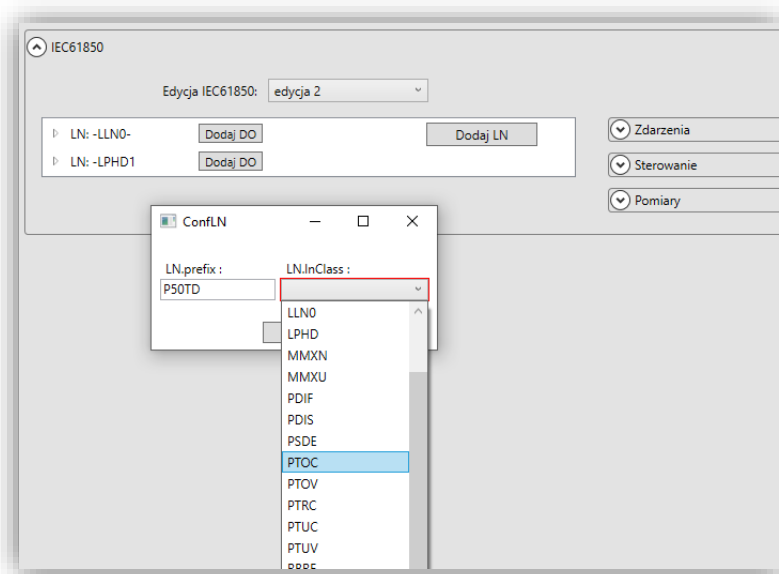 IEC61850
Edycja IEC61850: edycja 2
LN: -LLN0- Dodaj DO Dodaj LN
LN: -LPHD1 Dodaj DO
Zdarzenia
Sterowanie
Pomiary
ConfLN
LN.prefix : LN.InClass :
P50TD
LLN0
LPHD
MMXN
MMXU
PDIF
PDIS
PSDE
PTOC
PTOV
PTRC
PTUC
PTUV